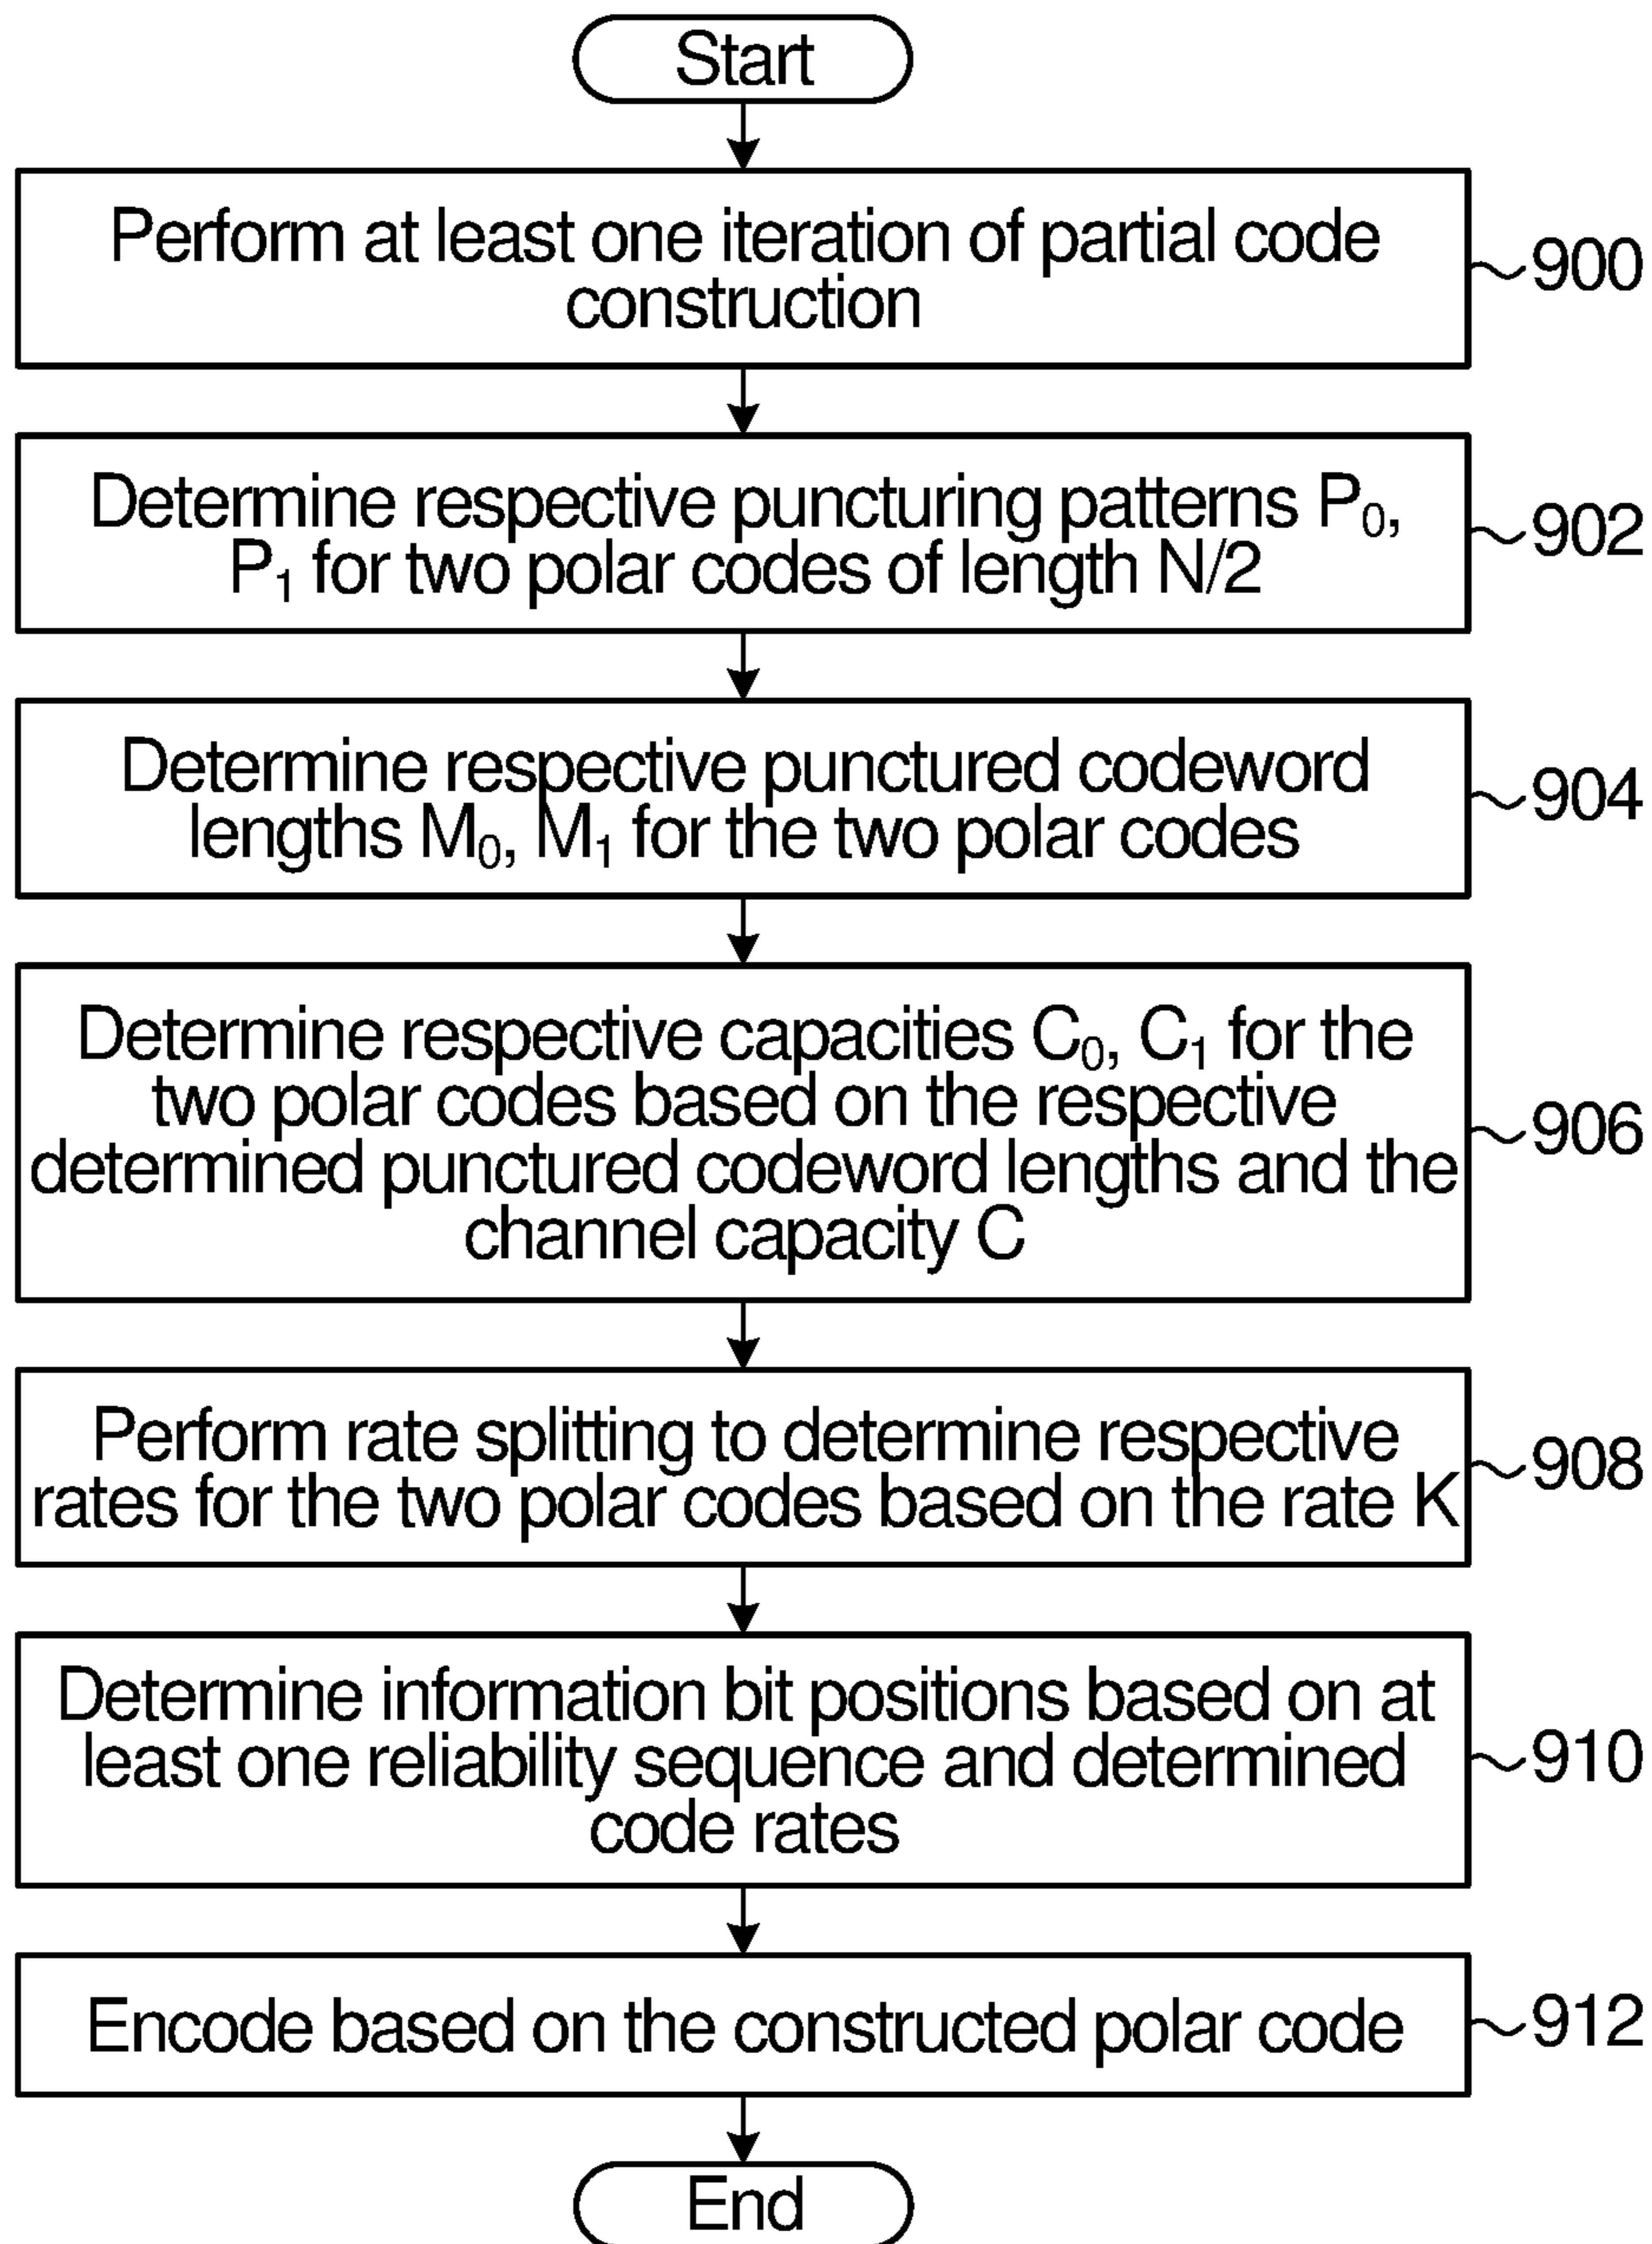 Start
Perform at least one iteration of partial code
construction
900
Determine respective puncturing patterns P₀,
P₁ for two polar codes of length N/2
902
Determine respective punctured codeword
lengths M₀, M₁ for the two polar codes
904
Determine respective capacities C₀, C₁ for the
two polar codes based on the respective
determined punctured codeword lengths and the
channel capacity C
906
Perform rate splitting to determine respective
rates for the two polar codes based on the rate K
908
Determine information bit positions based on at
least one reliability sequence and determined
code rates
910
Encode based on the constructed polar code
912
End